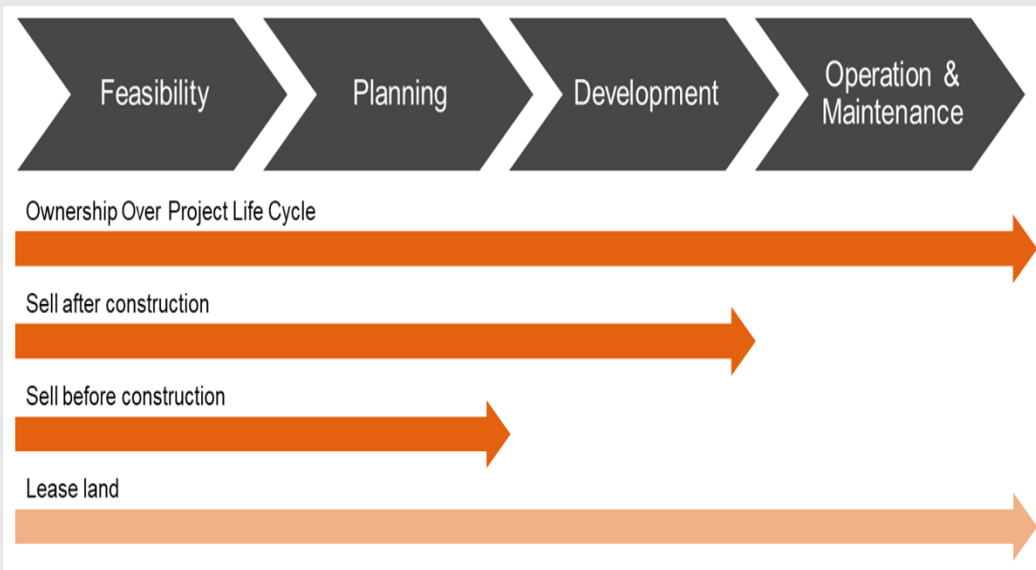 Feasibility
Planning
Development
Operation &
Maintenance
Ownership Over Project Life Cycle
Sell after construction
Sell before construction
Lease land